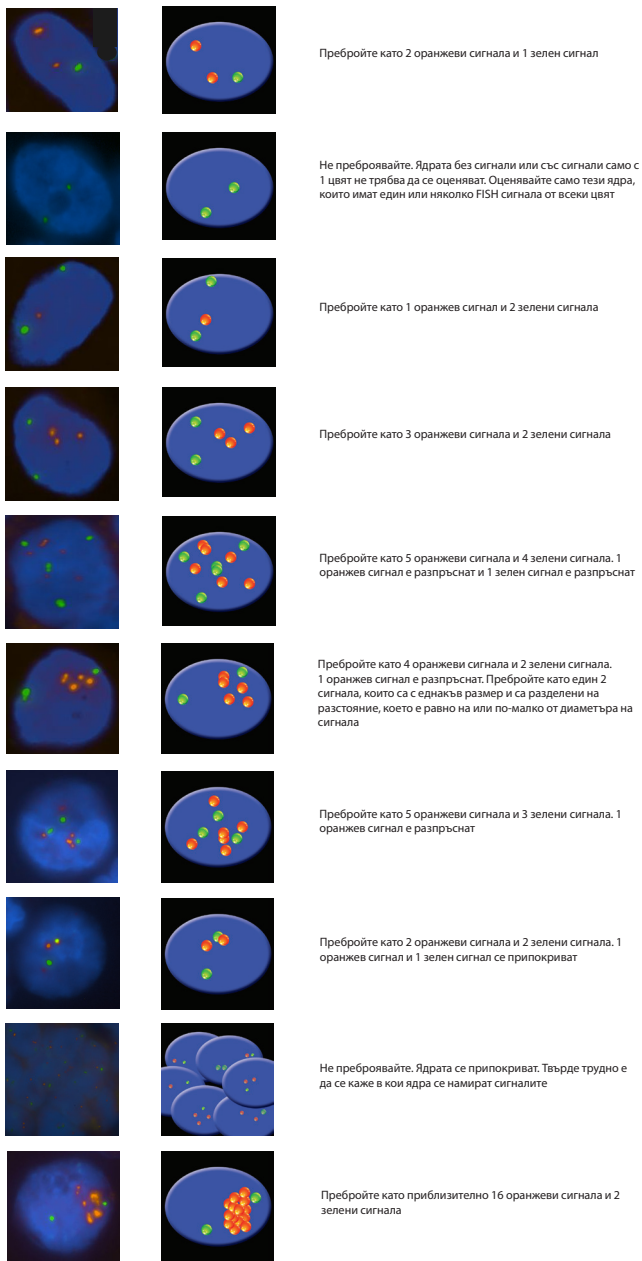 Пребройте като 2 оранжеви сигнала и 1 зелен сигнал
Не преброявайте. Ядрата без сигнали или със сигнали само с
1 цвят не трябва да се оценяват. Оценявайте само тези ядра,
които имат един или няколко FISH сигнала от всеки цвят
Пребройте като 1 оранжев сигнал и 2 зелени сигнала
Пребройте като 3 оранжеви сигнала и 2 зелени сигнала
Пребройте като 5 оранжеви сигнала и 4 зелени сигнала. 1
оранжев сигнал е разпръснат и 1 зелен сигнал е разпръснат
Пребройте като 4 оранжеви сигнала и 2 зелени сигнала.
1 оранжев сигнал е разпръснат. Пребройте като един 2
сигнала, които са с еднакъв размер и са разделени на
разстояние, което е равно на или по-малко от диаметъра на
сигнала
Пребройте като 5 оранжеви сигнала и 3 зелени сигнала. 1
оранжев сигнал е разпръснат
Пребройте като 2 оранжеви сигнала и 2 зелени сигнала. 1
оранжев сигнал и 1 зелен сигнал се припокриват
Не преброявайте. Ядрата се припокриват. Твърде трудно е
да се каже в кои ядра се намират сигналите
Пребройте като приблизително 16 оранжеви сигнала и 2
зелени сигнала